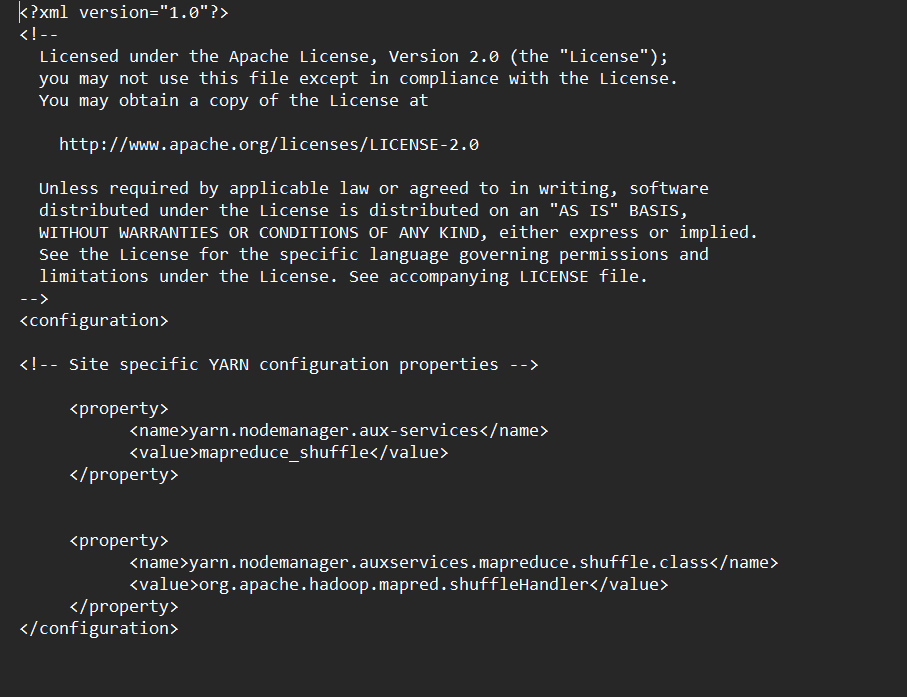 <?xml version="1.0"?>
<!--
  Licensed under the Apache License, Version 2.0 (the "License");
  you may not use this file except in compliance with the License.
  You may obtain a copy of the License at

    http://www.apache.org/licenses/LICENSE-2.0

  Unless required by applicable law or agreed to in writing, software
  distributed under the License is distributed on an "AS IS" BASIS,
  WITHOUT WARRANTIES OR CONDITIONS OF ANY KIND, either express or implied.
  See the License for the specific language governing permissions and
  limitations under the License. See accompanying LICENSE file.
-->
<configuration>

<!-- Site specific YARN configuration properties -->

     <property>
           <name>yarn.nodemanager.aux-services</name>
           <value>mapreduce_shuffle</value>
     </property>


     <property>
           <name>yarn.nodemanager.auxservices.mapreduce.shuffle.class</name>
           <value>org.apache.hadoop.mapred.shuffleHandler</value>
     </property>
</configuration>